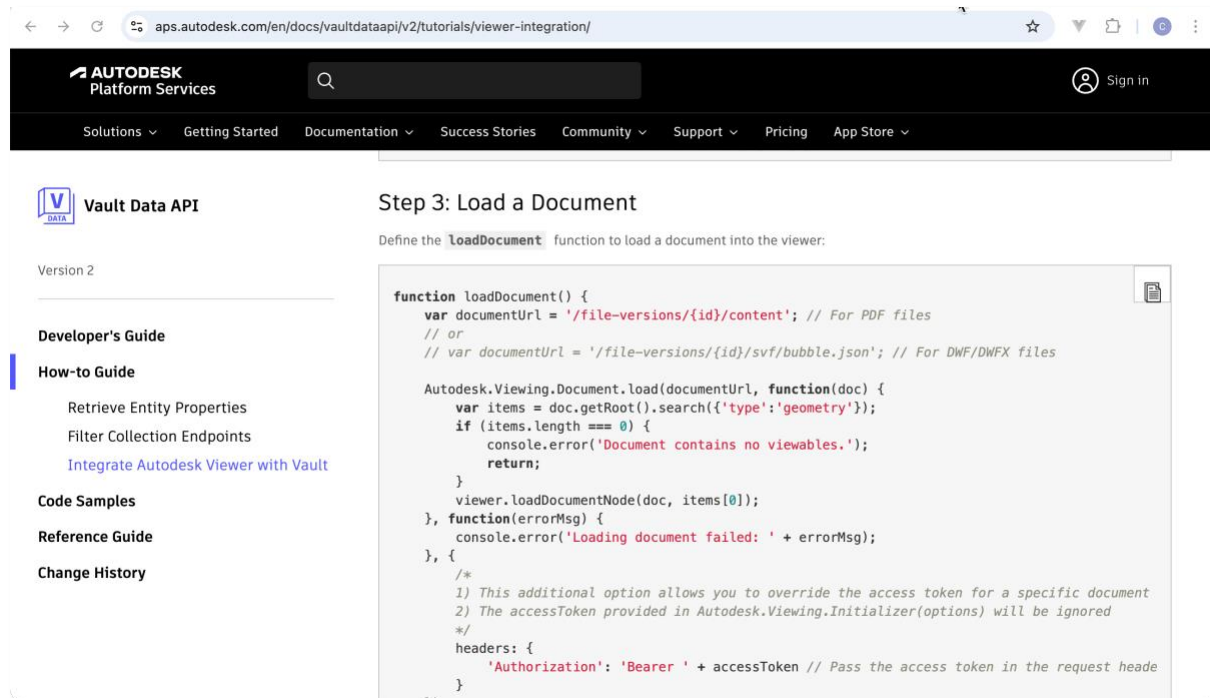 aps.autodesk.com/en/docs/vaultdataapi/v2/tutorials/viewer-integration/
C
AUTODESK
Platform Services
Sign in
Solutions
Getting Started
Documentation
Success Stories
Community
Support
Pricing
App Store
V
DATA
Vault Data API
Version 2
Developer's Guide
How-to Guide
Retrieve Entity Properties
Filter Collection Endpoints
Integrate Autodesk Viewer with Vault
Code Samples
Reference Guide
Change History
Step 3: Load a Document
Define the loadDocument function to load a document into the viewer:
function loadDocument() {
    var documentUrl = '/file-versions/{id}/content'; // For PDF files
    // or
    // var documentUrl = '/file-versions/{id}/svf/bubble.json'; // For DWF/DWFX files
    Autodesk.Viewing.Document.load(documentUrl, function(doc) {
        var items = doc.getRoot().search({'type':'geometry'});
        if (items.length === 0) {
            console.error('Document contains no viewables.');
            return;
        }
        viewer.loadDocumentNode(doc, items[0]);
    }, function(errorMsg) {
        console.error('Loading document failed: ' + errorMsg);
    }, {
        /*
        1) This additional option allows you to override the access token for a specific document
        2) The accessToken provided in Autodesk.Viewing.Initializer(options) will be ignored
        */
        headers: {
            'Authorization': 'Bearer ' + accessToken // Pass the access token in the request heade
        }